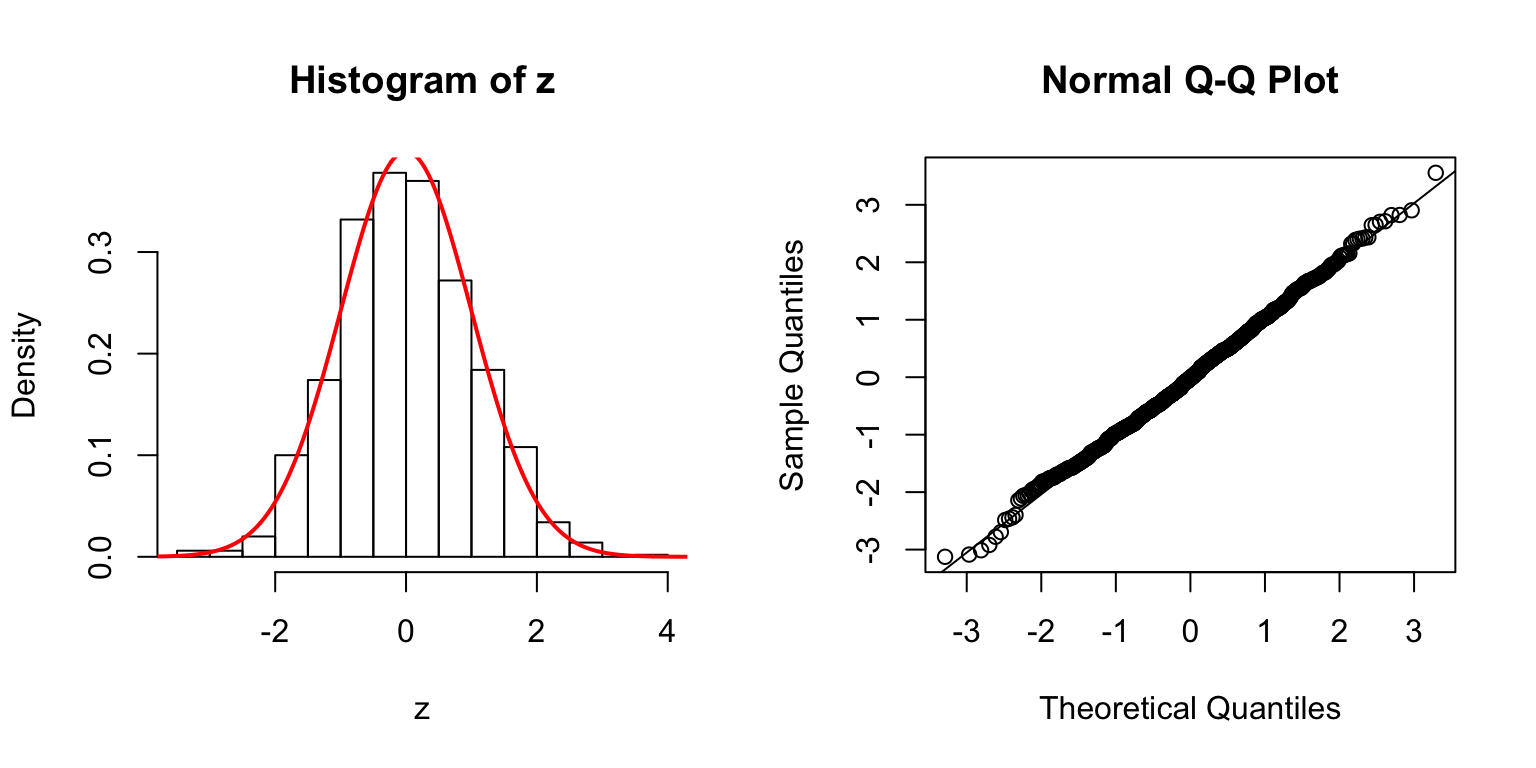 Histogram of z
Density
0.0 0.1 0.2 0.3
-2 0 2 4
z
Normal Q-Q Plot
Sample Quantiles
-3 -2 -1 0 1 2 3
-3 -2 -1 0 1 2 3
Theoretical Quantiles